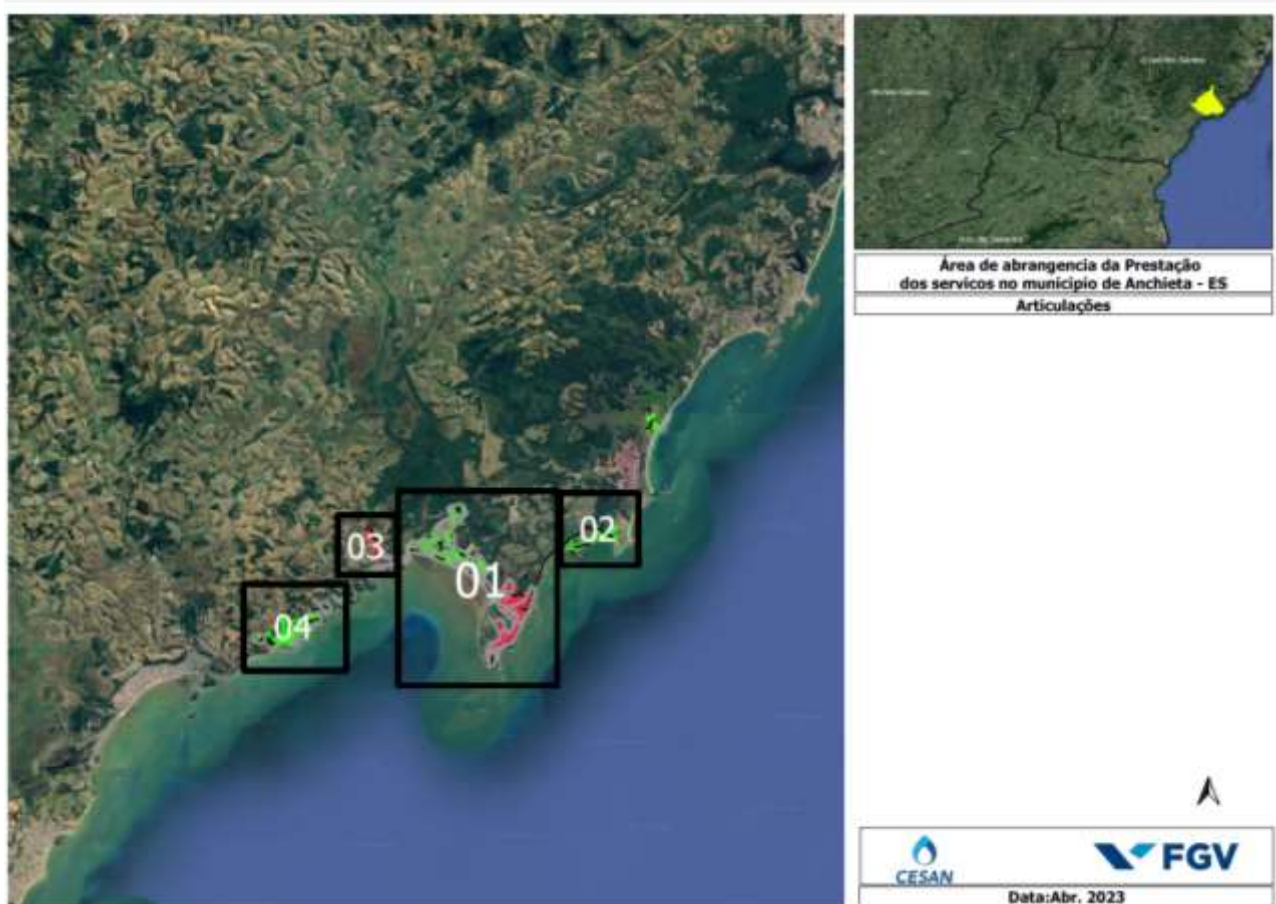 03
01
02
04
Área de abrangencia da Prestação
dos servicos no municipio de Anchieta - ES
Articulações
CESAN
FGV
Data:Abr. 2023